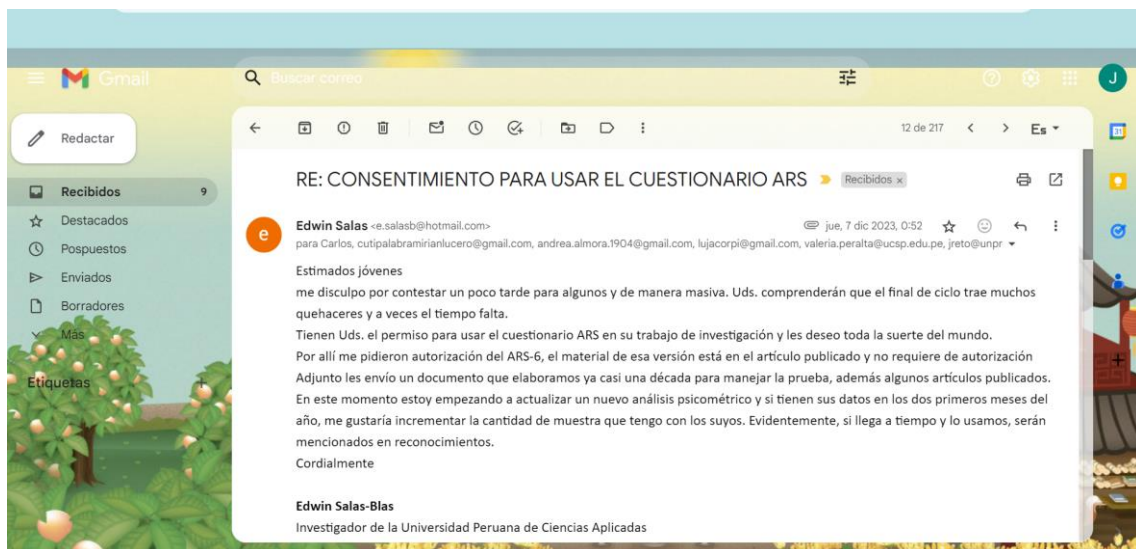 Gmail
Buscar correo
J
Redactar
12 de 217
Es
31
RE: CONSENTIMIENTO PARA USAR EL CUESTIONARIO ARS
Recibidos x
Recibidos 9
Destacados
Pospuestos
Enviados
Borradores
Más
Etiquetas
e
Edwin Salas <e.salasb@hotmail.com>
jue, 7 dic 2023, 0:52
para Carlos, cutipalabramirianlucero@gmail.com, andrea.almora.1904@gmail.com, lujacorpi@gmail.com, valeria.peralta@ucsp.edu.pe, jreto@unpr
Estimados jóvenes
me disculpo por contestar un poco tarde para algunos y de manera masiva. Uds. comprenderán que el final de ciclo trae muchos
quehaceres y a veces el tiempo falta.
Tienen Uds. el permiso para usar el cuestionario ARS en su trabajo de investigación y les deseo toda la suerte del mundo.
Por allí me pidieron autorización del ARS-6, el material de esa versión está en el artículo publicado y no requiere de autorización
Adjunto les envío un documento que elaboramos ya casi una década para manejar la prueba, además algunos artículos publicados.
En este momento estoy empezando a actualizar un nuevo análisis psicométrico y si tienen sus datos en los dos primeros meses del
año, me gustaría incrementar la cantidad de muestra que tengo con los suyos. Evidentemente, si llega a tiempo y lo usamos, serán
mencionados en reconocimientos.
Cordialmente
Edwin Salas-Blas
Investigador de la Universidad Peruana de Ciencias Aplicadas